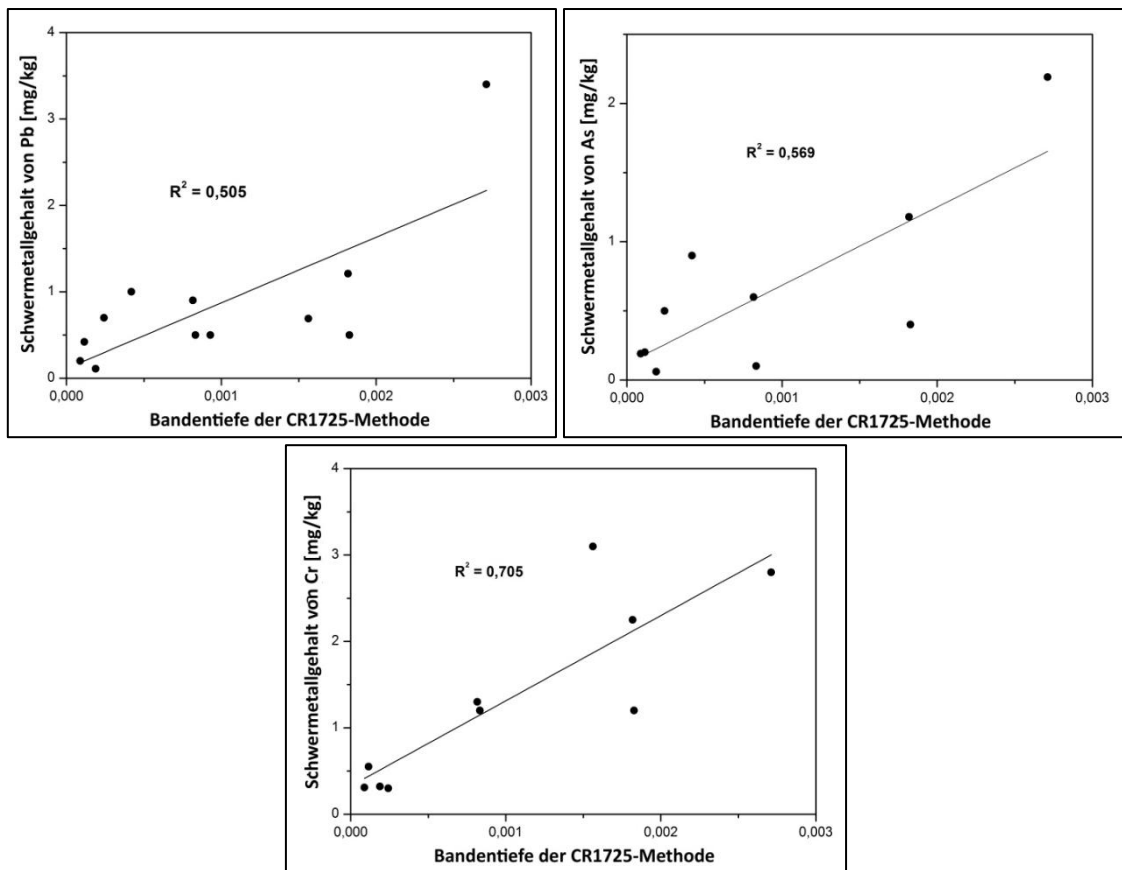 Schwermetallgehalt von Pb [mg/kg]
4
3
2
1
0
R² = 0,505
0,000 0,001 0,002 0,003
Bandentiefe der CR1725-Methode
Schwermetallgehalt von As [mg/kg]
2
1
0
R² = 0,569
0,000 0,001 0,002 0,003
Bandentiefe der CR1725-Methode
Schwermetallgehalt von Cr [mg/kg]
4
3
2
1
0
R² = 0,705
0,000 0,001 0,002 0,003
Bandentiefe der CR1725-Methode